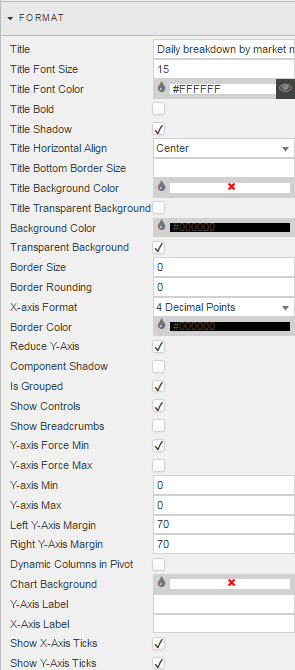 FORMAT
Title Daily breakdown by market
Title Font Size 15
Title Font Color #FFFFFF
Title Bold
Title Shadow
Title Horizontal Align Center
Title Bottom Border Size
Title Background Color
Title Transparent Background
Background Color #000000
Transparent Background
Border Size 0
Border Rounding 0
X-axis Format 4 Decimal Points
Border Color #000000
Reduce Y-Axis
Component Shadow
Is Grouped
Show Controls
Show Breadcrumbs
Y-axis Force Min
Y-axis Force Max
Y-axis Min 0
Y-axis Max 0
Left Y-Axis Margin 70
Right Y-Axis Margin 70
Dynamic Columns in Pivot
Chart Background
Y-Axis Label
X-Axis Label
Show X-Axis Ticks
Show Y-Axis Ticks